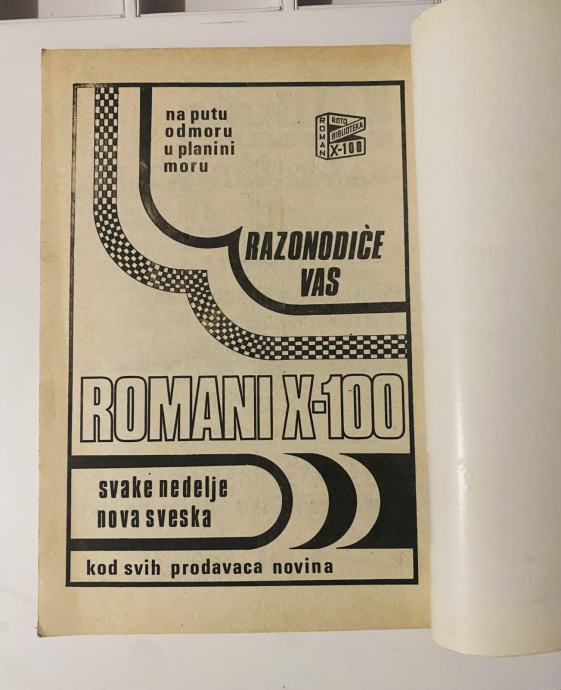 na putu
odmoru
u planini
moru
ROMAN
ROTO
BIBLIOTEKA
X-100
RAZONODIĆE
VAS
ROMANI X-100
svake nedelje
nova sveska
kod svih prodavaca novina